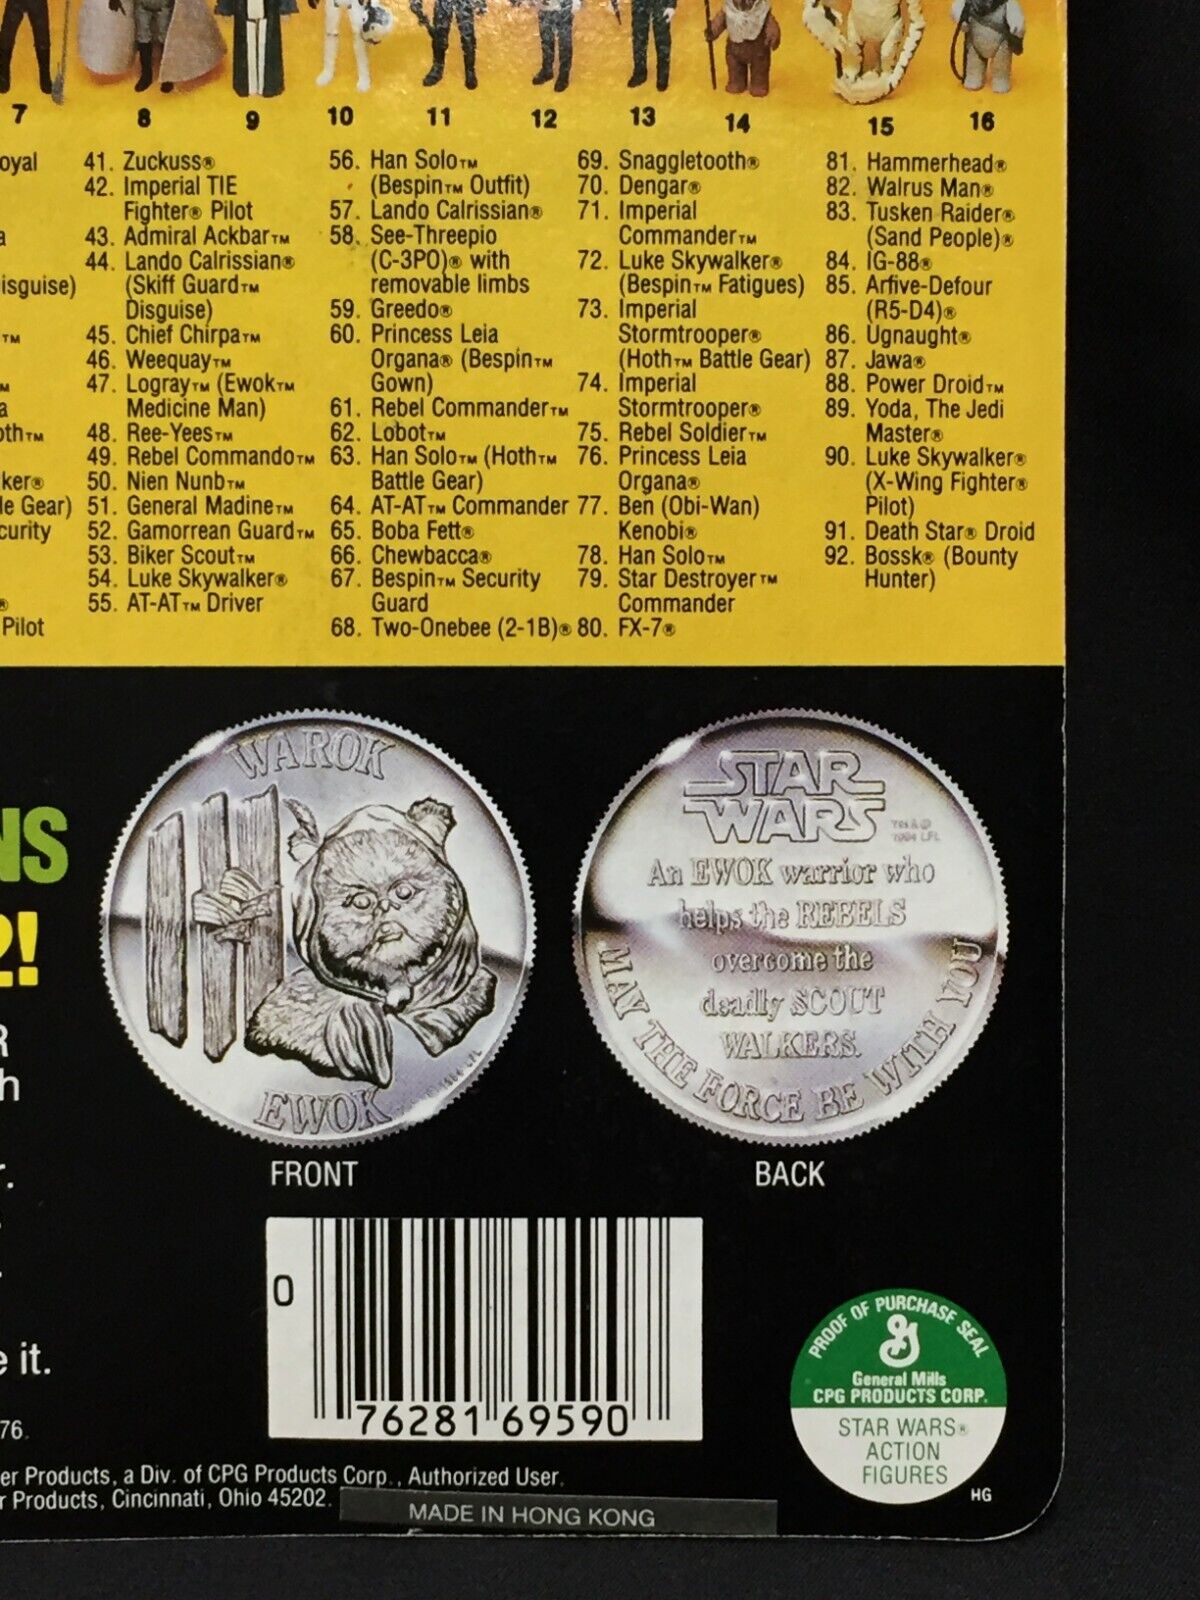 7 8 9 10 11 12 13 14 15 16
oyal
a
isguise)
TM
a
oth™
ker®
le Gear)
curity
®
Pilot
41. Zuckuss®
42. Imperial TIE
Fighter® Pilot
43. Admiral Ackbar™
44. Lando Calrissian®
(Skiff Guard™
Disguise)
45. Chief Chirpa™
46. Weequay™
47. Logray™ (Ewok™
Medicine Man)
48. Ree-Yees™
49. Rebel Commando™
50. Nien Nunb™
51. General Madine™
52. Gamorrean Guard™
53. Biker Scout™
54. Luke Skywalker®
55. AT-AT™ Driver
56. Han Solo™
(Bespin™ Outfit)
57. Lando Calrissian®
58. See-Threepio
(C-3PO)® with
removable limbs
59. Greedo®
60. Princess Leia
Organa® (Bespin™
Gown)
61. Rebel Commander™
62. Lobot™
63. Han Solo™ (Hoth™
Battle Gear)
64. AT-AT™ Commander
65. Boba Fett®
66. Chewbacca®
67. Bespin™ Security
Guard
68. Two-Onebee (2-1B)®
69. Snaggletooth®
70. Dengar®
71. Imperial
Commander™
72. Luke Skywalker®
(Bespin™ Fatigues)
73. Imperial
Stormtrooper®
(Hoth™ Battle Gear)
74. Imperial
Stormtrooper®
75. Rebel Soldier™
76. Princess Leia
Organa®
77. Ben (Obi-Wan)
Kenobi®
78. Han Solo™
79. Star Destroyer™
Commander
80. FX-7®
81. Hammerhead®
82. Walrus Man®
83. Tusken Raider®
(Sand People)®
84. IG-88®
85. Arfive-Defour
(R5-D4)®
86. Ugnaught®
87. Jawa®
88. Power Droid™
89. Yoda, The Jedi
Master®
90. Luke Skywalker®
(X-Wing Fighter®
Pilot)
91. Death Star® Droid
92. Bossk® (Bounty
Hunter)
NS
2!
R
h
r.
e it.
76.
WAROK
EWOK
© 1984 LFL
FRONT
STAR
WARS
TM & ©
1984 LFL
An EWOK warrior who
helps the REBELS
overcome the
deadly SCOUT
WALKERS.
MAY THE FORCE BE WITH YOU
BACK
0 76281 69590
PROOF OF PURCHASE SEAL
G
General Mills
CPG PRODUCTS CORP.
STAR WARS®
ACTION
FIGURES
HG
er Products, a Div. of CPG Products Corp., Authorized User.
r Products, Cincinnati, Ohio 45202.
MADE IN HONG KONG